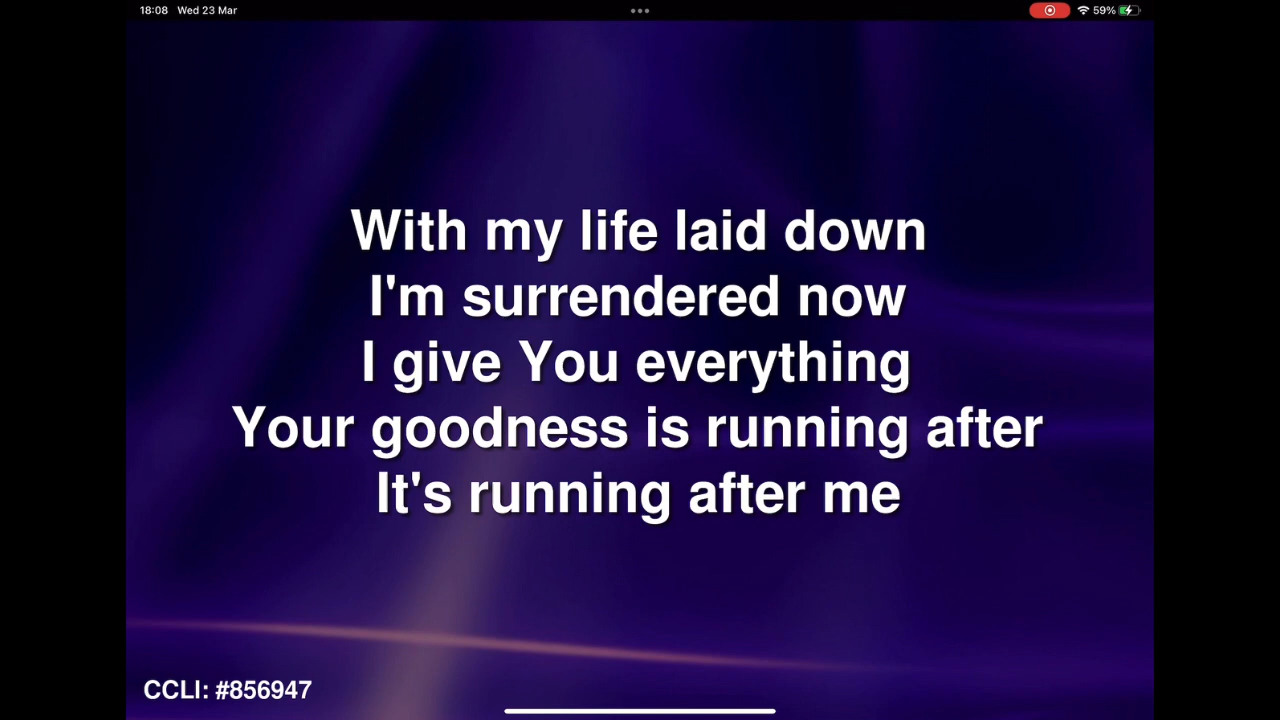 18:08 Wed 23 Mar
59%
With my life laid down
I'm surrendered now
I give You everything
Your goodness is running after
It's running after me
CCLI: #856947